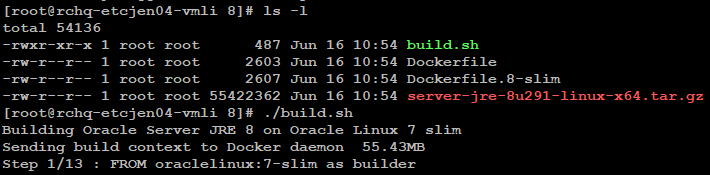 [root@rchq-etcjen04-vmli 8]# ls -l
total 54136
-rwxr-xr-x 1 root root      487 Jun 16 10:54 build.sh
-rw-r--r-- 1 root root     2603 Jun 16 10:54 Dockerfile
-rw-r--r-- 1 root root     2607 Jun 16 10:54 Dockerfile.8-slim
-rw-r--r-- 1 root root 55422362 Jun 16 10:54 server-jre-8u291-linux-x64.tar.gz
[root@rchq-etcjen04-vmli 8]# ./build.sh
Building Oracle Server JRE 8 on Oracle Linux 7 slim
Sending build context to Docker daemon  55.43MB
Step 1/13 : FROM oraclelinux:7-slim as builder